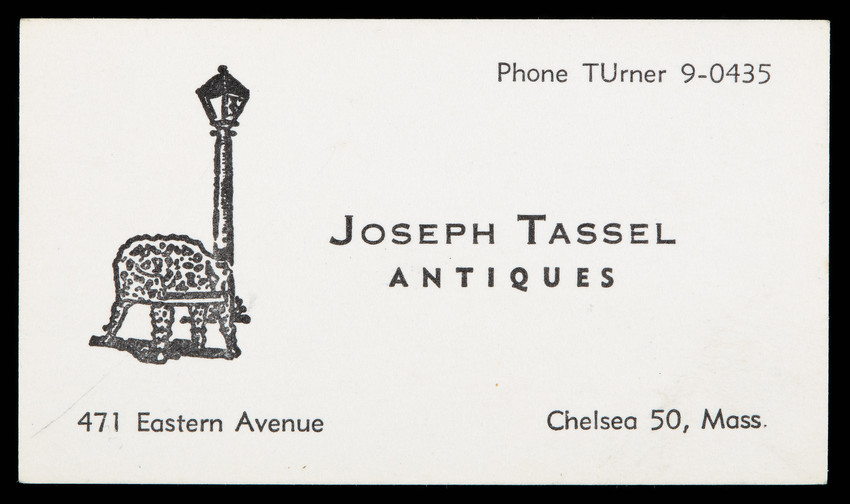 Phone TUrner 9-0435
JOSEPH TASSEL
ANTIQUES
471 Eastern Avenue
Chelsea 50, Mass.